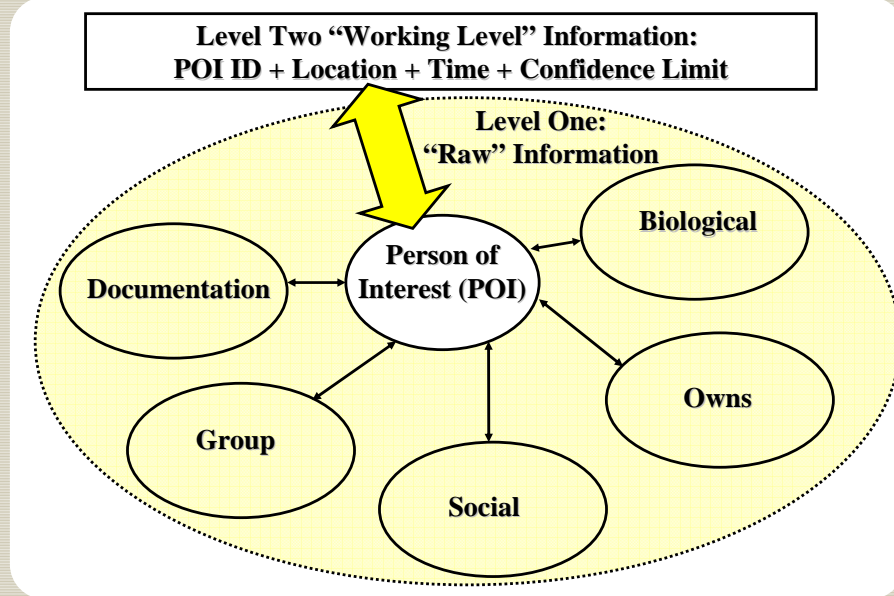 Level Two “Working Level” Information:
POI ID + Location + Time + Confidence Limit
Level One:
“Raw” Information
Biological
Person of
Interest (POI)
Documentation
Owns
Group
Social